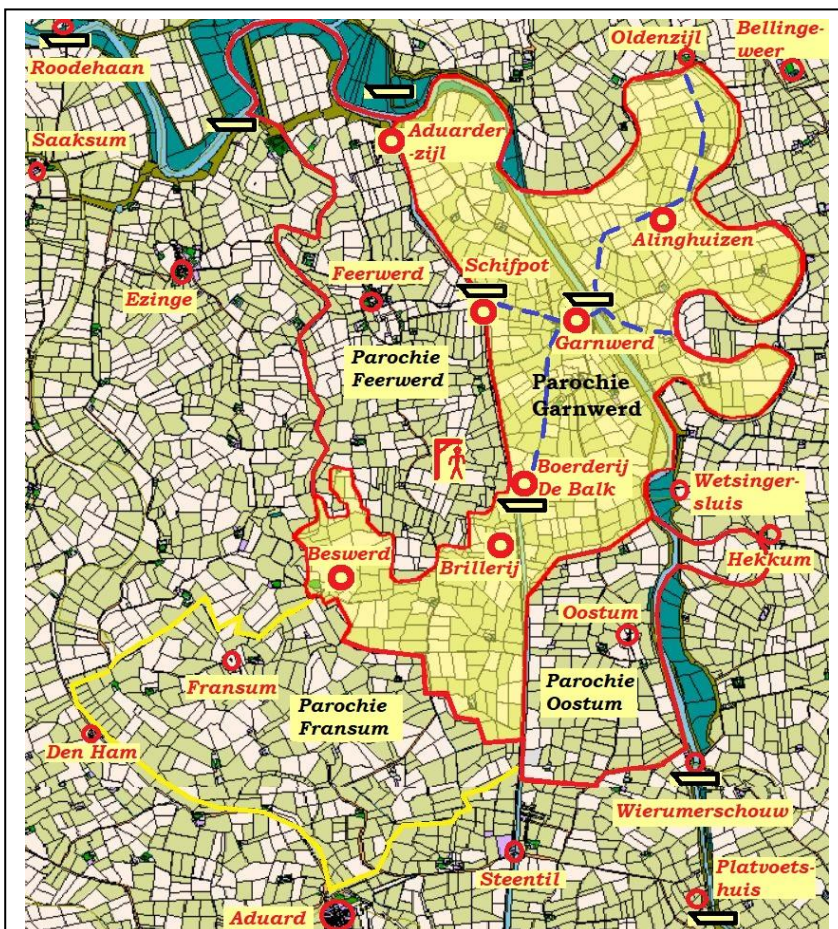 Oldenzijl
Bellinge-
weer
Roodehaan
Saaksum
Aduarder
-zijl
Alinghuizen
Ezinge
Feerwerd
Schifpot
Garnwerd
Parochie
Feerwerd
Parochie
Garnwerd
Boerderij
De Balk
Wetsinger-
sluis
Beswerd
Brillerij
Hekkum
Oostum
Fransum
Parochie
Fransum
Parochie
Oostum
Den Ham
Wierumerschouw
Steentil
Platvoets-
huis
Aduard